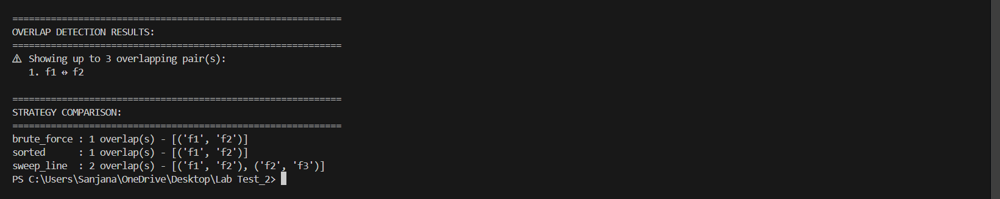 ============================================================
OVERLAP DETECTION RESULTS:
============================================================
⚠ Showing up to 3 overlapping pair(s):
   1. f1 ↔ f2

============================================================
STRATEGY COMPARISON:
============================================================
brute_force : 1 overlap(s) - [('f1', 'f2')]
sorted      : 1 overlap(s) - [('f1', 'f2')]
sweep_line  : 2 overlap(s) - [('f1', 'f2'), ('f2', 'f3')]
PS C:\Users\Sanjana\OneDrive\Desktop\Lab Test_2>